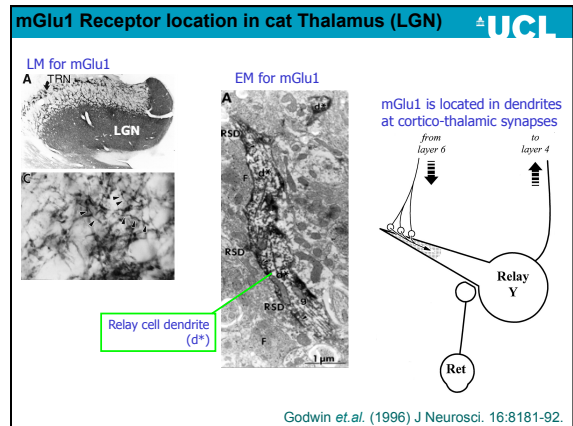 mGlu1 Receptor location in cat Thalamus (LGN)
UCL
LM for mGlu1
A
TRN
LGN
C
EM for mGlu1
A
d*
RSD
F
d*
RSD
d*
RSD
g
F
1 µm
Relay cell dendrite
(d*)
mGlu1 is located in dendrites
at cortico-thalamic synapses
from
layer 6
to
layer 4
Relay
Y
Ret
Godwin et.al. (1996) J Neurosci. 16:8181-92.